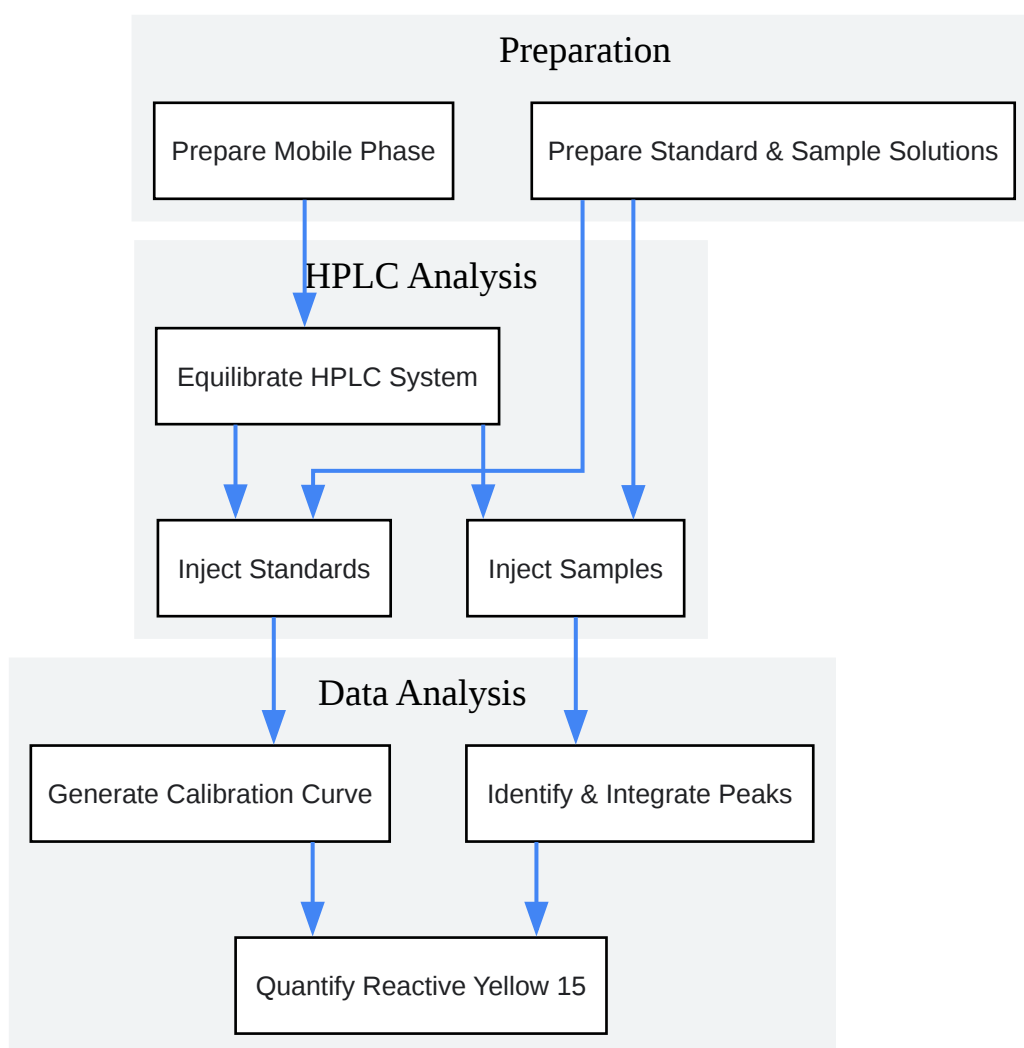 Preparation
Prepare Mobile Phase
Prepare Standard & Sample Solutions
HPLC Analysis
Equilibrate HPLC System
Inject Standards
Inject Samples
Data Analysis
Generate Calibration Curve
Identify & Integrate Peaks
Quantify Reactive Yellow 15